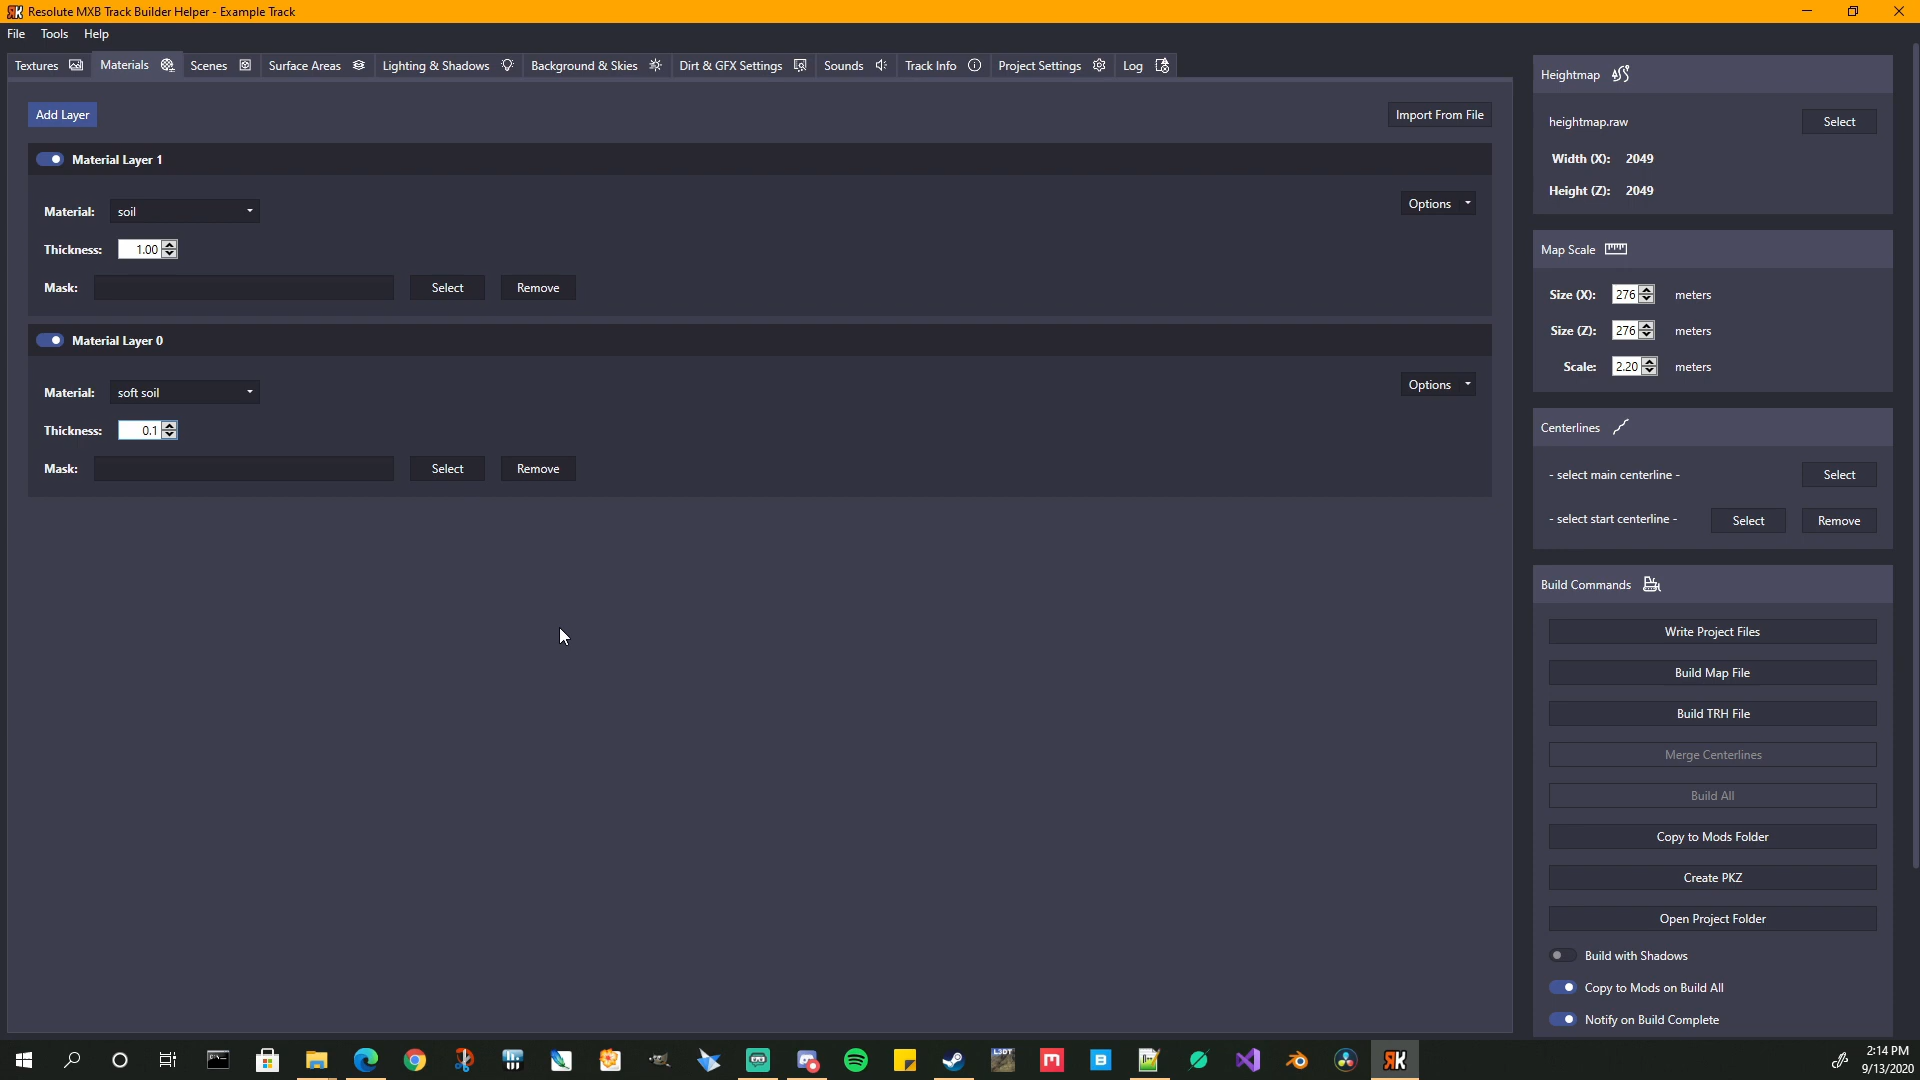 Resolute MXB Track Builder Helper - Example Track
File Tools Help
Textures Materials Scenes Surface Areas Lighting & Shadows Background & Skies Dirt & GFX Settings Sounds Track Info Project Settings Log
Add Layer
Import From File
Material Layer 1
Material: soil
Options
Thickness: 1.00
Mask: Select Remove
Material Layer 0
Material: soft soil
Options
Thickness: 0.1
Mask: Select Remove
Heightmap
heightmap.raw Select
Width (X): 2049
Height (Z): 2049
Map Scale
Size (X): 276 meters
Size (Z): 276 meters
Scale: 2.20 meters
Centerlines
- select main centerline - Select
- select start centerline - Select Remove
Build Commands
Write Project Files
Build Map File
Build TRH File
Merge Centerlines
Build All
Copy to Mods Folder
Create PKZ
Open Project Folder
Build with Shadows
Copy to Mods on Build All
Notify on Build Complete
L3DT
2:14 PM
9/13/2020